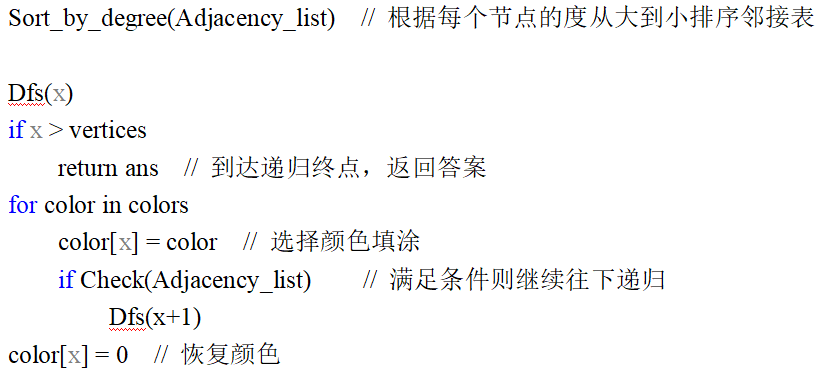 Sort_by_degree(Adjacency_list) // 根据每个节点的度从大到小排序邻接表
Dfs(x)
if x > vertices
return ans // 到达递归终点，返回答案
for color in colors
color[x] = color // 选择颜色填涂
if Check(Adjacency_list) // 满足条件则继续往下递归
Dfs(x+1)
color[x] = 0 // 恢复颜色